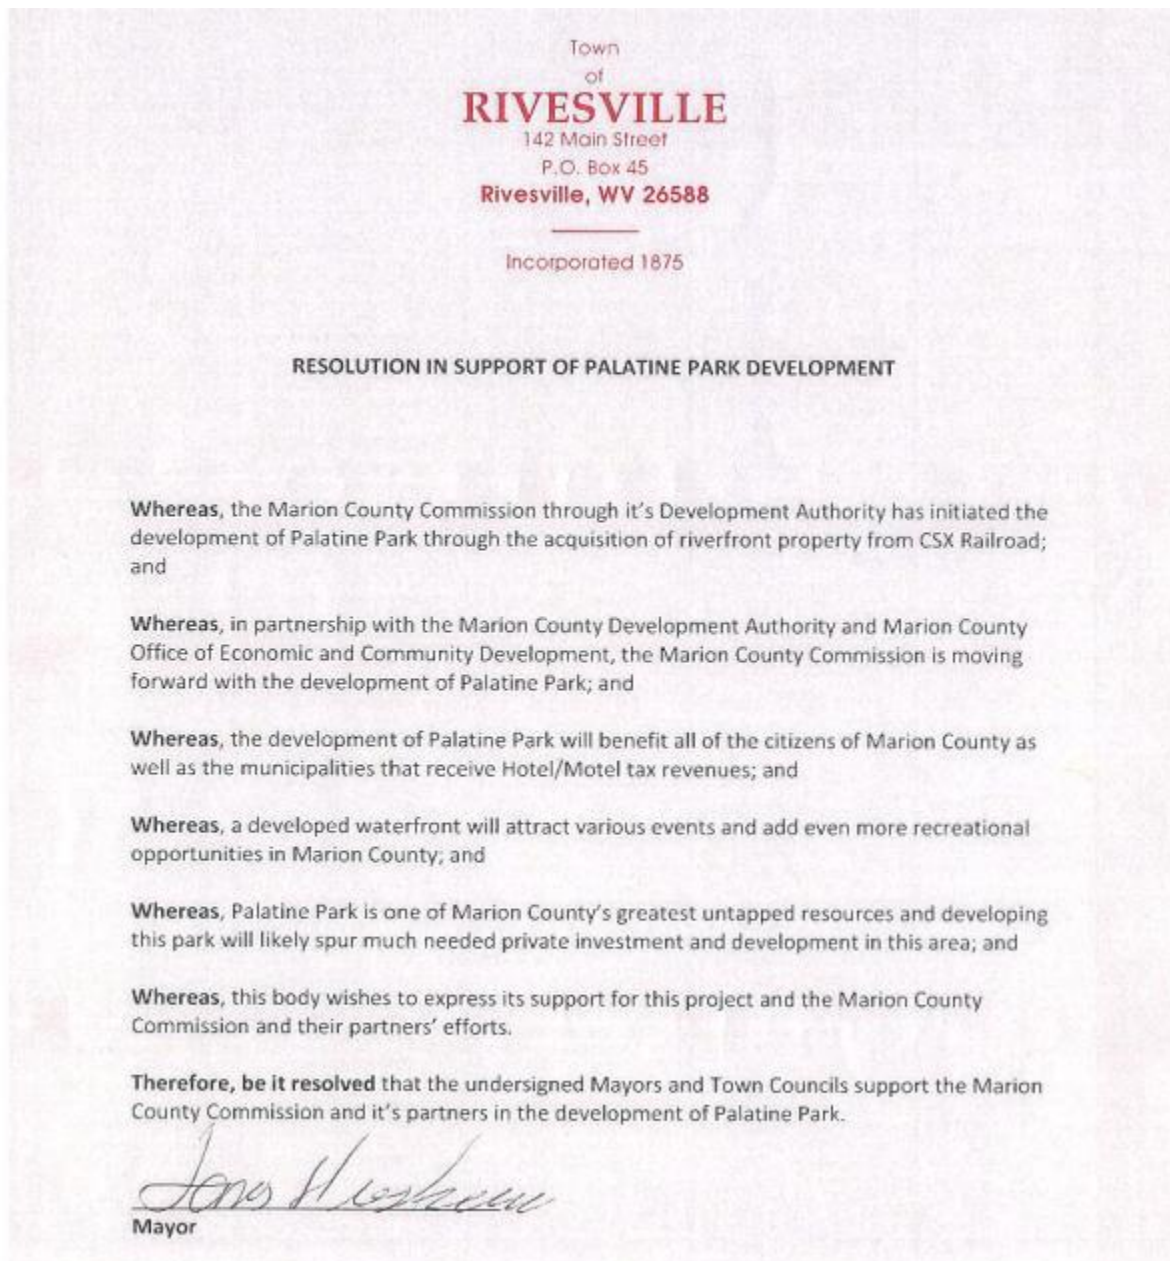 Town
of
RIVESVILLE
142 Main Street
P.O. Box 45
Rivesville, WV 26588
Incorporated 1875
RESOLUTION IN SUPPORT OF PALATINE PARK DEVELOPMENT
Whereas, the Marion County Commission through it's Development Authority has initiated the
development of Palatine Park through the acquisition of riverfront property from CSX Railroad;
and
Whereas, in partnership with the Marion County Development Authority and Marion County
Office of Economic and Community Development, the Marion County Commission is moving
forward with the development of Palatine Park; and
Whereas, the development of Palatine Park will benefit all of the citizens of Marion County as
well as the municipalities that receive Hotel/Motel tax revenues; and
Whereas, a developed waterfront will attract various events and add even more recreational
opportunities in Marion County; and
Whereas, Palatine Park is one of Marion County's greatest untapped resources and developing
this park will likely spur much needed private investment and development in this area; and
Whereas, this body wishes to express its support for this project and the Marion County
Commission and their partners' efforts.
Therefore, be it resolved that the undersigned Mayors and Town Councils support the Marion
County Commission and it's partners in the development of Palatine Park.
Mayor